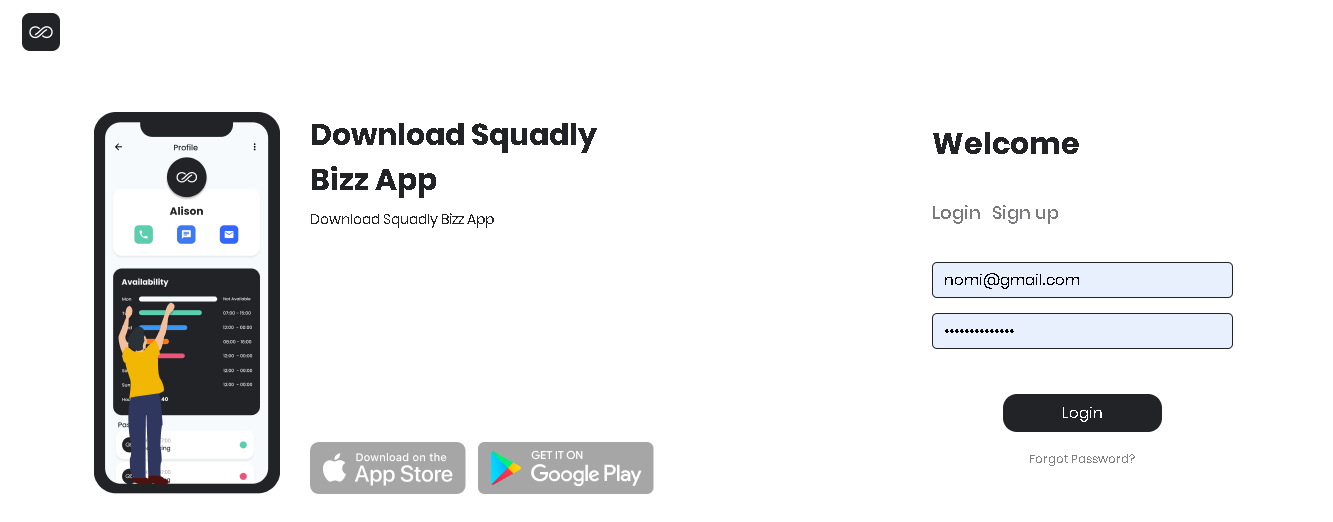 Profile
Alison
Availability
Mon Not Available
07:00 - 15:00
12:00 - 00:00
08:00 - 15:00
12:00 - 00:00
12:00 - 00:00
12:00 - 00:00
40
Download Squadly
Bizz App
Download Squadly Bizz App
Download on the
App Store
GET IT ON
Google Play
Welcome
Login Sign up
nomi@gmail.com
••••••••••••••
Login
Forgot Password?